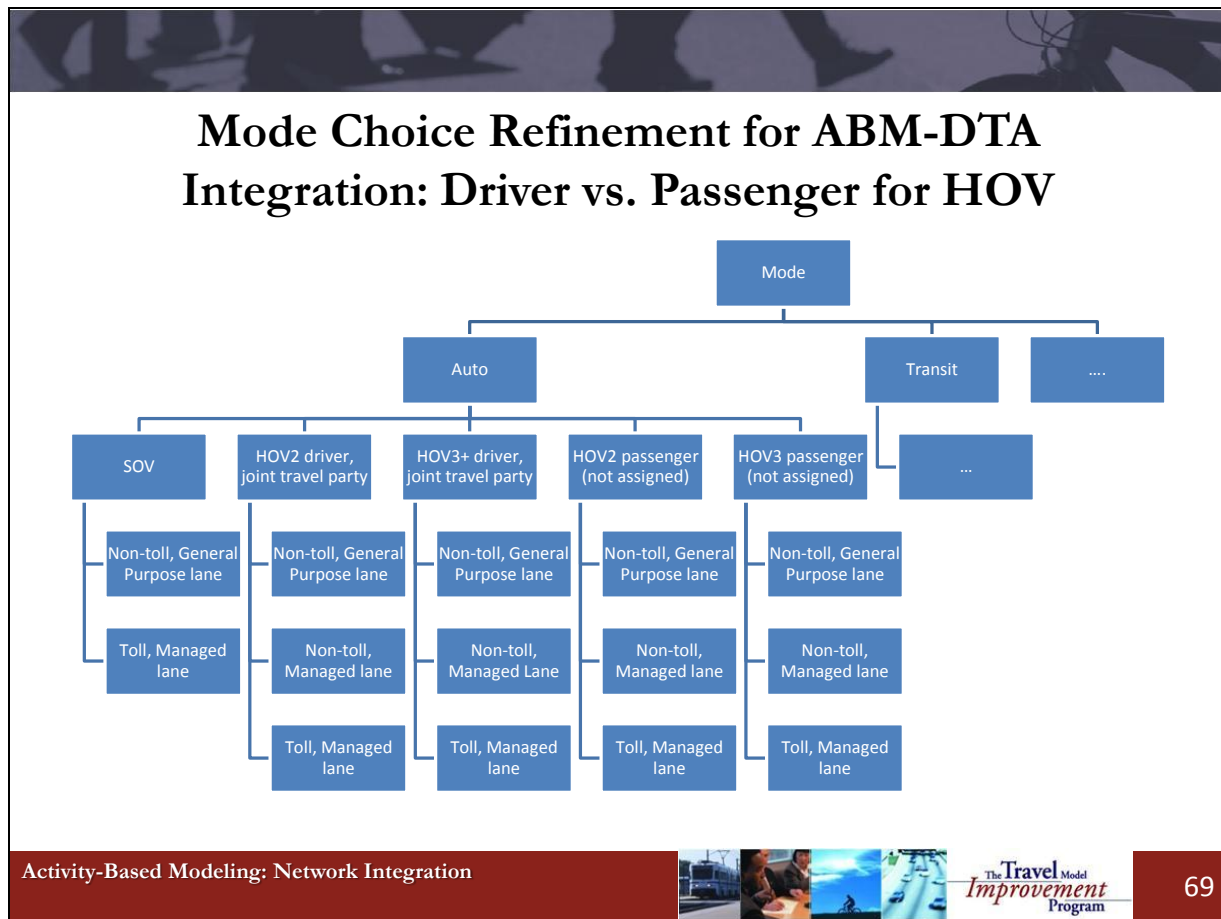 Mode Choice Refinement for ABM-DTA
Integration: Driver vs. Passenger for HOV
Mode
Auto
Transit
....
SOV
HOV2 driver,
joint travel party
HOV3+ driver,
joint travel party
HOV2 passenger
(not assigned)
HOV3 passenger
(not assigned)
...
Non-toll, General
Purpose lane
Non-toll, General
Purpose lane
Non-toll, General
Purpose lane
Non-toll, General
Purpose lane
Non-toll, General
Purpose lane
Toll, Managed
lane
Non-toll,
Managed lane
Non-toll,
Managed Lane
Non-toll,
Managed lane
Non-toll,
Managed lane
Toll, Managed
lane
Toll, Managed
lane
Toll, Managed
lane
Toll, Managed
lane
Activity-Based Modeling: Network Integration
The Travel Model
Improvement
Program
69